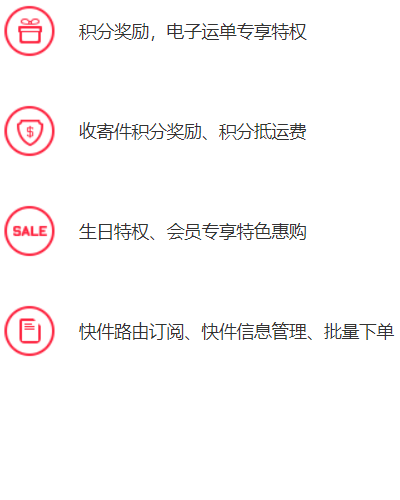 积分奖励，电子运单专享特权
$
收寄件积分奖励、积分抵运费
SALE
生日特权、会员专享特色惠购
快件路由订阅、快件信息管理、批量下单